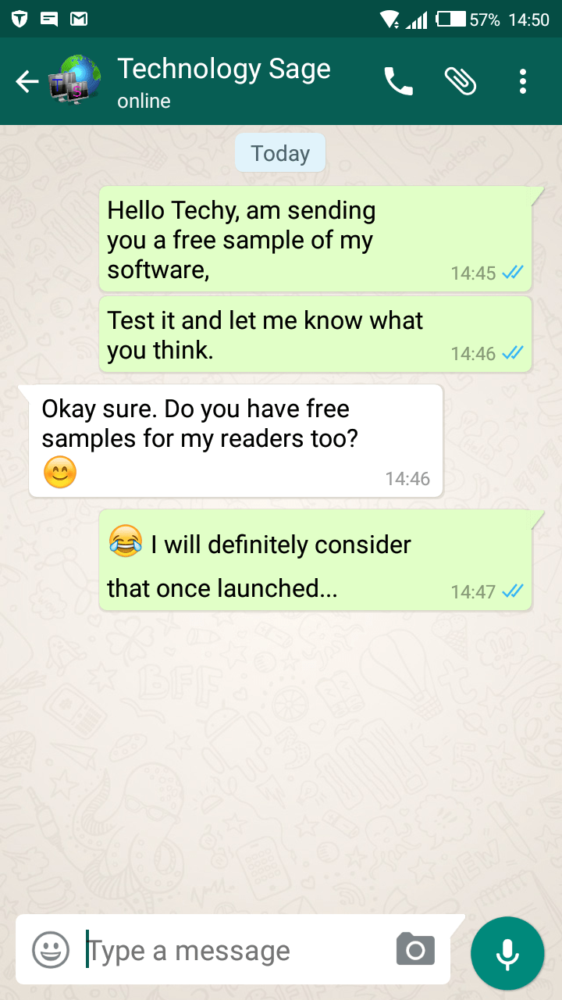 57% 14:50
Technology Sage
online
Today
Hello Techy, am sending
you a free sample of my
software,
14:45
Test it and let me know what
you think.
14:46
Okay sure. Do you have free
samples for my readers too?
😊
14:46
😂 I will definitely consider
that once launched...
14:47
Type a message